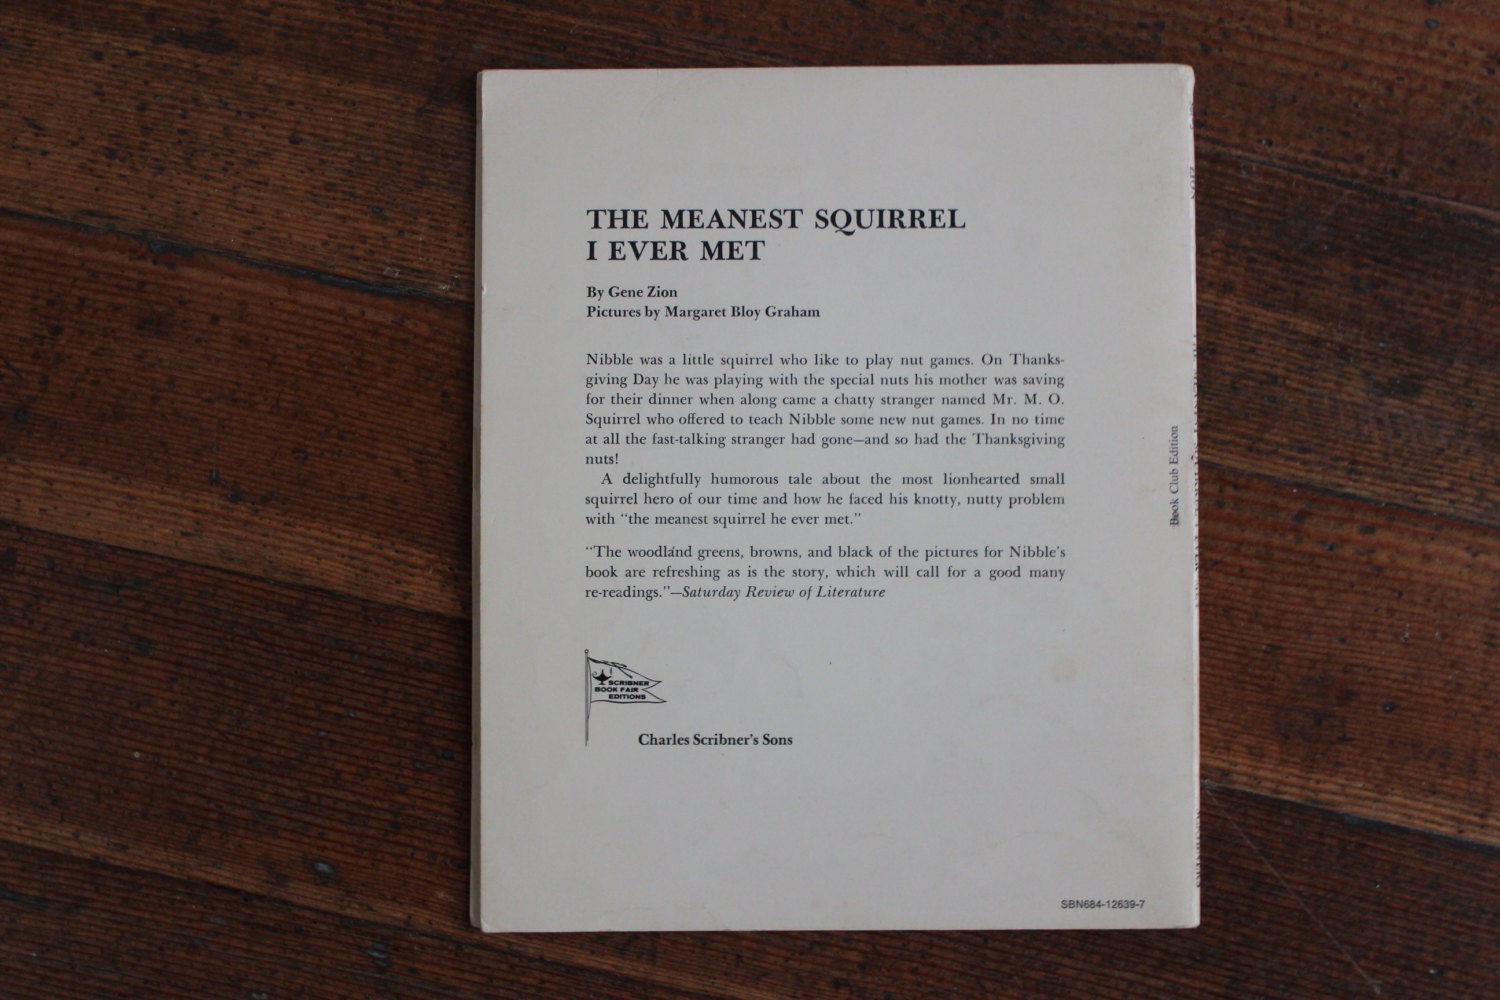 THE MEANEST SQUIRREL
I EVER MET
By Gene Zion
Pictures by Margaret Bloy Graham
Nibble was a little squirrel who like to play nut games. On Thanks-
giving Day he was playing with the special nuts his mother was saving
for their dinner when along came a chatty stranger named Mr. M. O.
Squirrel who offered to teach Nibble some new nut games. In no time
at all the fast-talking stranger had gone—and so had the Thanksgiving
nuts!
A delightfully humorous tale about the most lionhearted small
squirrel hero of our time and how he faced his knotty, nutty problem
with “the meanest squirrel he ever met.”
“The woodland greens, browns, and black of the pictures for Nibble's
book are refreshing as is the story, which will call for a good many
re-readings.”—Saturday Review of Literature
SCRIBNER
BOOK FAIR
EDITIONS
Charles Scribner's Sons
Book Club Edition
SBN684-12639-7